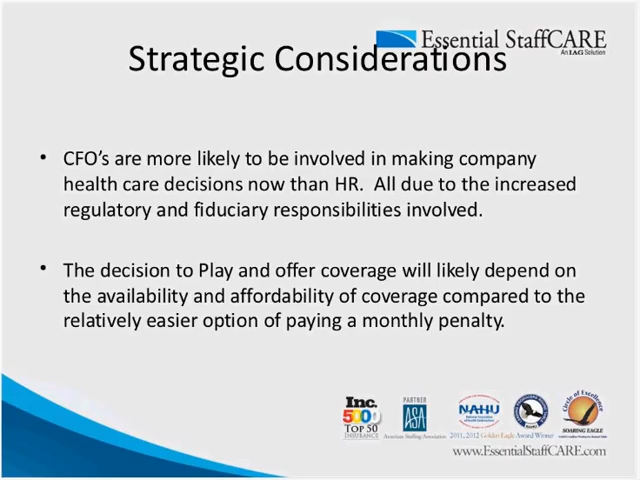 Essential StaffCARE
An IAG Solution
Strategic Considerations
• CFO’s are more likely to be involved in making company
health care decisions now than HR.  All due to the increased
regulatory and fiduciary responsibilities involved.
• The decision to Play and offer coverage will likely depend on
the availability and affordability of coverage compared to the
relatively easier option of paying a monthly penalty.
Inc.
5000
TOP 50
INSURANCE
PARTNER
ASA
American Staffing Association
NAHU
2011, 2012 Golden Eagle Award Winner
Circle of Excellence
SOARING EAGLE
www.EssentialStaffCARE.com